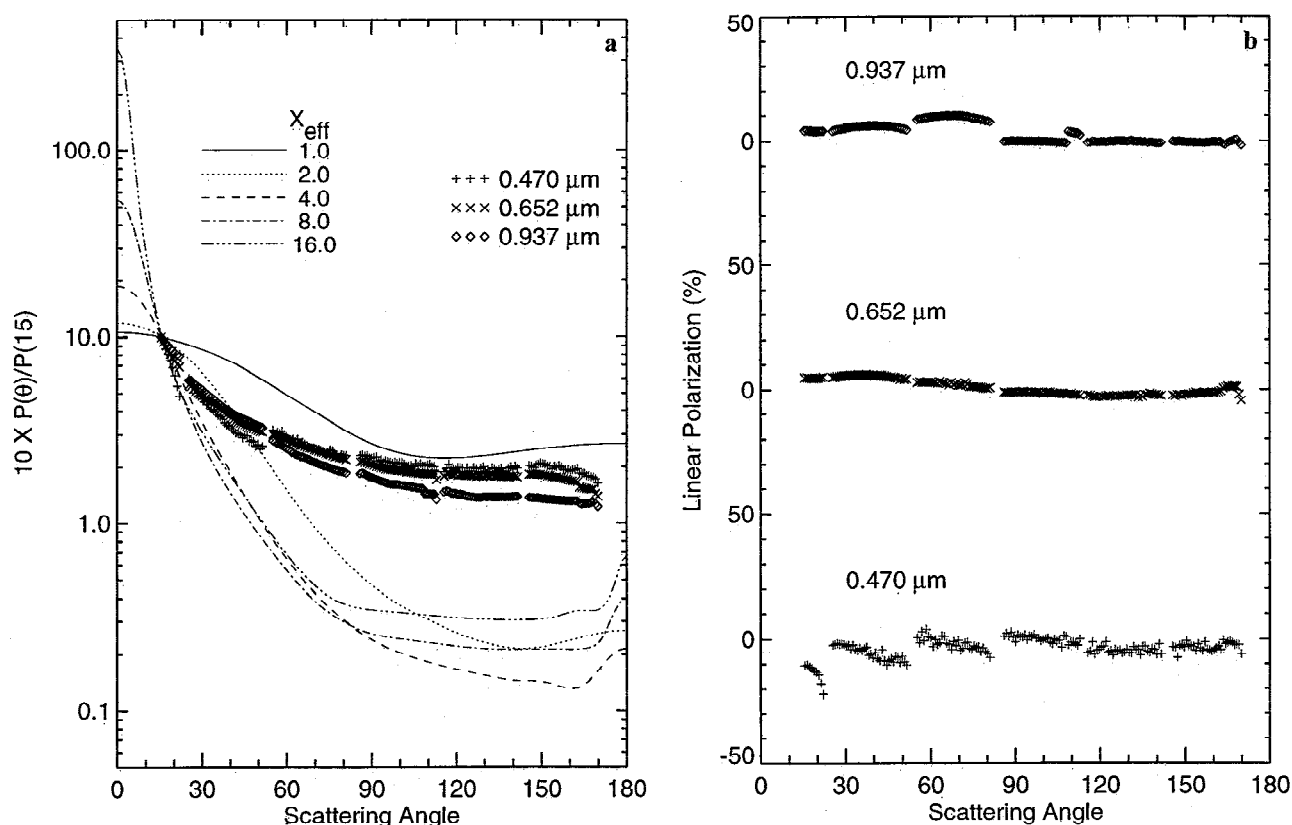 a
X eff
1.0
2.0
4.0
8.0
16.0
+++ 0.470 μm
××× 0.652 μm
◇◇◇ 0.937 μm
100.0
10.0
1.0
0.1
10 X P(θ)/P(15)
0 30 60 90 120 150 180
Scattering Angle
b
0.937 μm
0.652 μm
0.470 μm
50
0
50
0
50
0
-50
Linear Polarization (%)
0 30 60 90 120 150 180
Scattering Angle